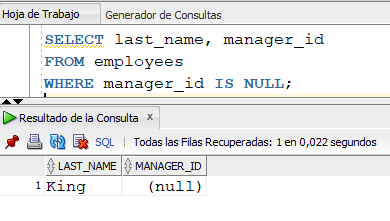 Hoja de Trabajo Generador de Consultas
SELECT last_name, manager_id
FROM employees
WHERE manager_id IS NULL;
Resultado de la Consulta x
SQL | Todas las Filas Recuperadas: 1 en 0,022 segundos
LAST_NAME MANAGER_ID
1 King (null)